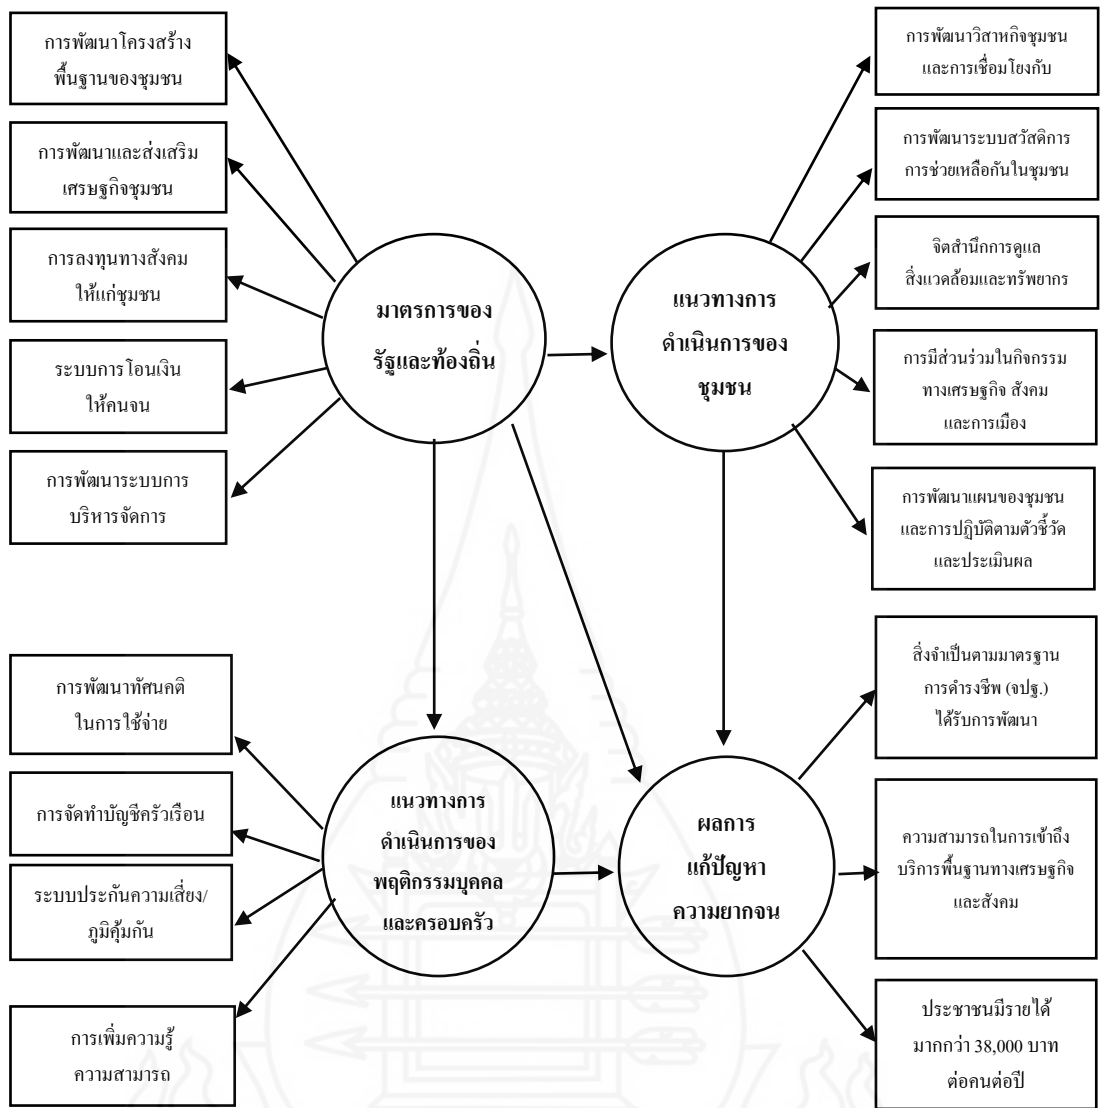 การพัฒนาโครงสร้าง
พื้นฐานของชุมชน
การพัฒนาและส่งเสริม
เศรษฐกิจชุมชน
การลงทุนทางสังคม
ให้แก่ชุมชน
ระบบการโอนเงิน
ให้คนจน
การพัฒนาระบบการ
บริหารจัดการ
มาตรการของ
รัฐและท้องถิ่น
แนวทางการ
ดำเนินการของ
ชุมชน
การพัฒนาวิสาหกิจชุมชน
และการเชื่อมโยงกับ
การพัฒนาระบบสวัสดิการ
การช่วยเหลือกันในชุมชน
จิตสำนึกการดูแล
สิ่งแวดล้อมและทรัพยากร
การมีส่วนร่วมในกิจกรรม
ทางเศรษฐกิจ สังคม
และการเมือง
การพัฒนาแผนของชุมชน
และการปฏิบัติตามตัวชี้วัด
และประเมินผล
การพัฒนาทัศนคติ
ในการใช้จ่าย
การจัดทำบัญชีครัวเรือน
ระบบประกันความเสี่ยง/
ภูมิคุ้มกัน
การเพิ่มความรู้
ความสามารถ
แนวทางการ
ดำเนินการของ
พฤติกรรมบุคคล
และครอบครัว
ผลการ
แก้ปัญหา
ความยากจน
สิ่งจำเป็นตามมาตรฐาน
การดำรงชีพ (จปฐ.)
ได้รับการพัฒนา
ความสามารถในการเข้าถึง
บริการพื้นฐานทางเศรษฐกิจ
และสังคม
ประชาชนมีรายได้
มากกว่า 38,000 บาท
ต่อคนต่อปี